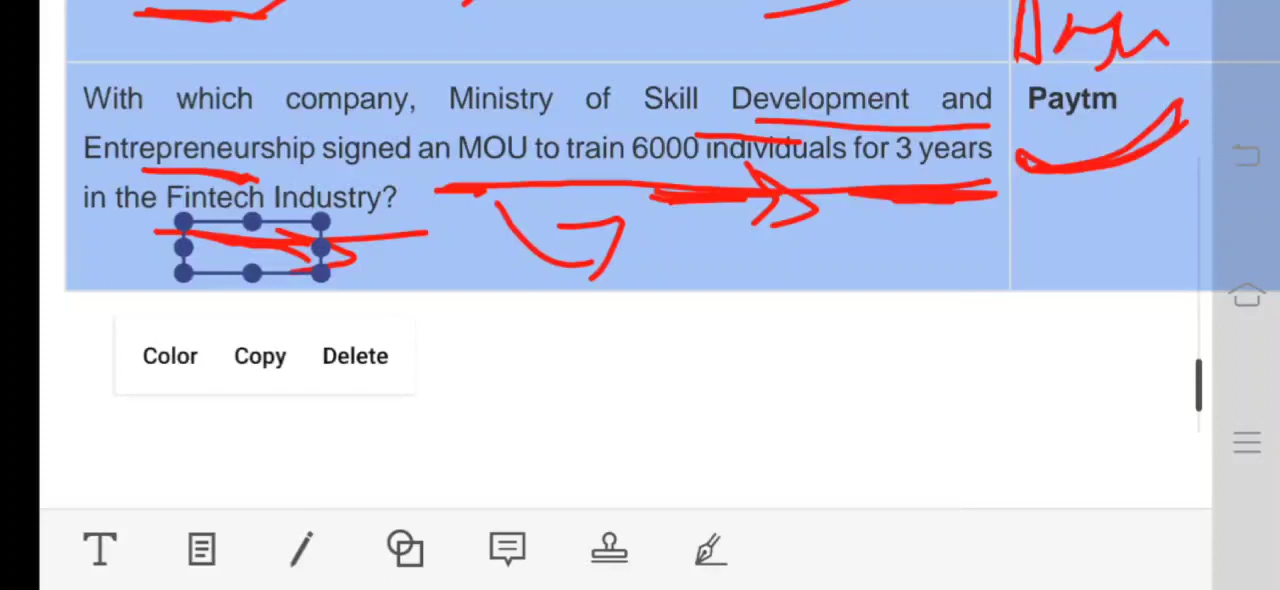 With which company, Ministry of Skill Development and
Entrepreneurship signed an MOU to train 6000 individuals for 3 years
in the Fintech Industry?
Paytm
Color Copy Delete
T